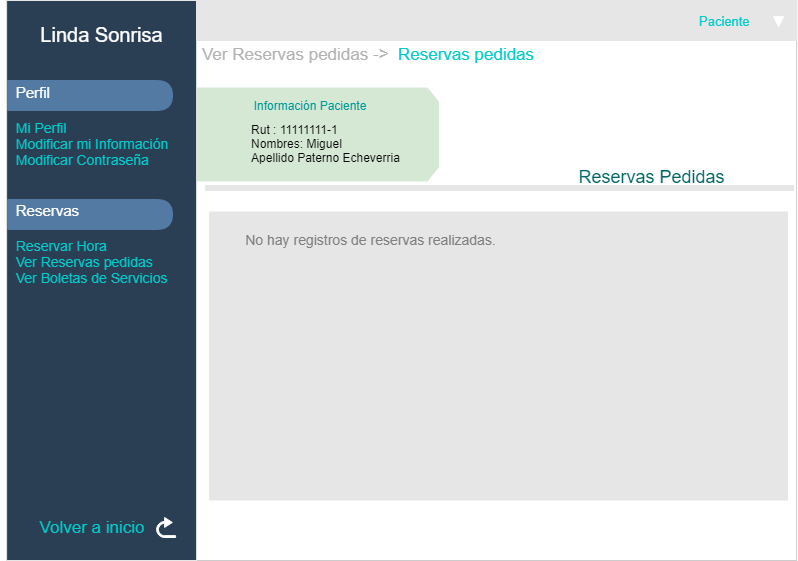 Linda Sonrisa
Paciente
Ver Reservas pedidas -> Reservas pedidas
Perfil
Mi Perfil
Modificar mi Información
Modificar Contraseña
Reservas
Reservar Hora
Ver Reservas pedidas
Ver Boletas de Servicios
Volver a inicio
Información Paciente
Rut : 11111111-1
Nombres: Miguel
Apellido Paterno Echeverria
Reservas Pedidas
No hay registros de reservas realizadas.